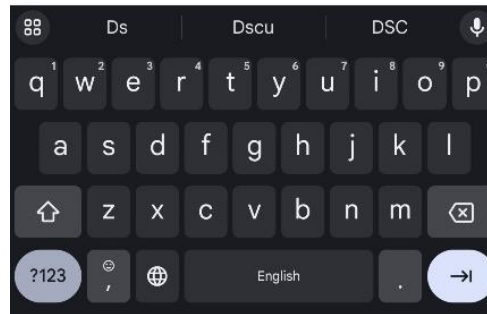 Ds Dscu DSC
q 1 w 2 e 3 r 4 t 5 y 6 u 7 i 8 o 9 p
a s d f g h j k l
z x c v b n m
?123 , English .